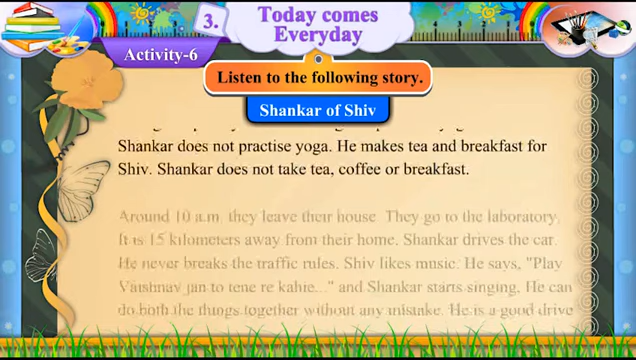 3.
Today comes
Everyday
Activity-6
Listen to the following story.
Shankar of Shiv
Shankar does not practise yoga. He makes tea and breakfast for
Shiv. Shankar does not take tea, coffee or breakfast.
Around 10 a.m. they leave their house. They go to the laboratory.
It is 15 kilometers away from their home. Shankar drives the car.
He never breaks the traffic rules. Shiv likes music. He says, "Play
Vaishnav jan to tene re kahie..." and Shankar starts singing. He can
do both the things together without any mistake. He is a good drive